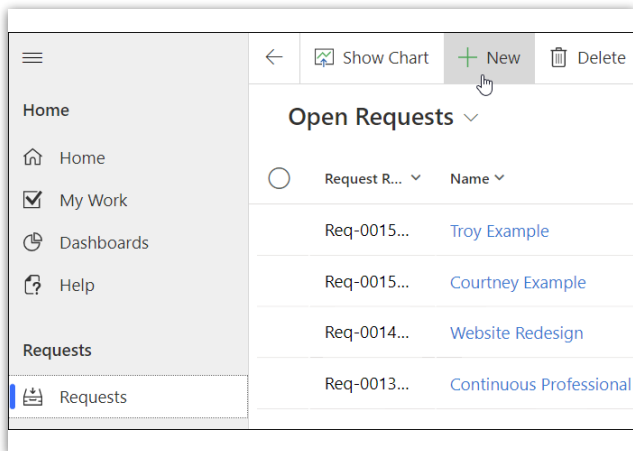 Show Chart New Delete
Home
Open Requests
Home
Request R... Name
My Work
Req-0015... Troy Example
Dashboards
Req-0015... Courtney Example
Help
Req-0014... Website Redesign
Requests
Req-0013... Continuous Professional
Requests